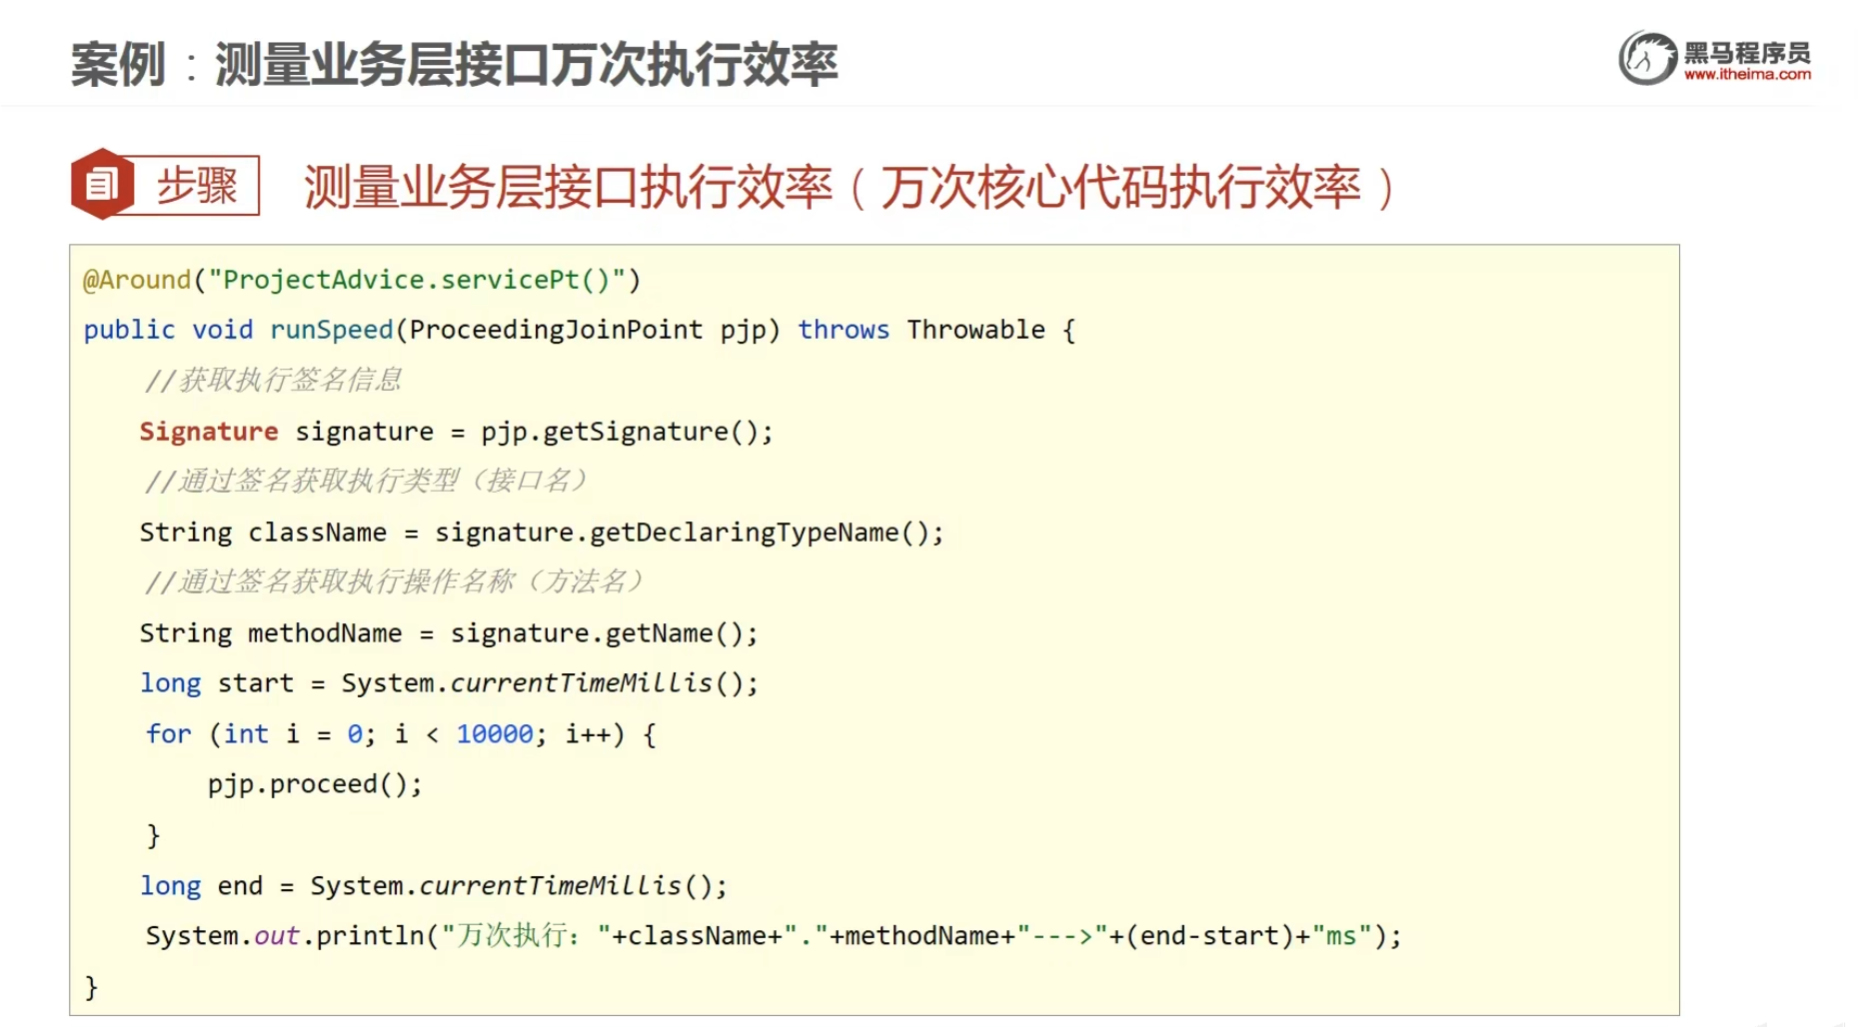 案例：测量业务层接口万次执行效率
黑马程序员
www.itheima.com
步骤
测量业务层接口执行效率（万次核心代码执行效率）
@Around("ProjectAdvice.servicePt()")
public void runSpeed(ProceedingJoinPoint pjp) throws Throwable {
    //获取执行签名信息
    Signature signature = pjp.getSignature();
    //通过签名获取执行类型（接口名）
    String className = signature.getDeclaringTypeName();
    //通过签名获取执行操作名称（方法名）
    String methodName = signature.getName();
    long start = System.currentTimeMillis();
    for (int i = 0; i < 10000; i++) {
        pjp.proceed();
    }
    long end = System.currentTimeMillis();
    System.out.println("万次执行："+className+"."+methodName+"--->"+(end-start)+"ms");
}